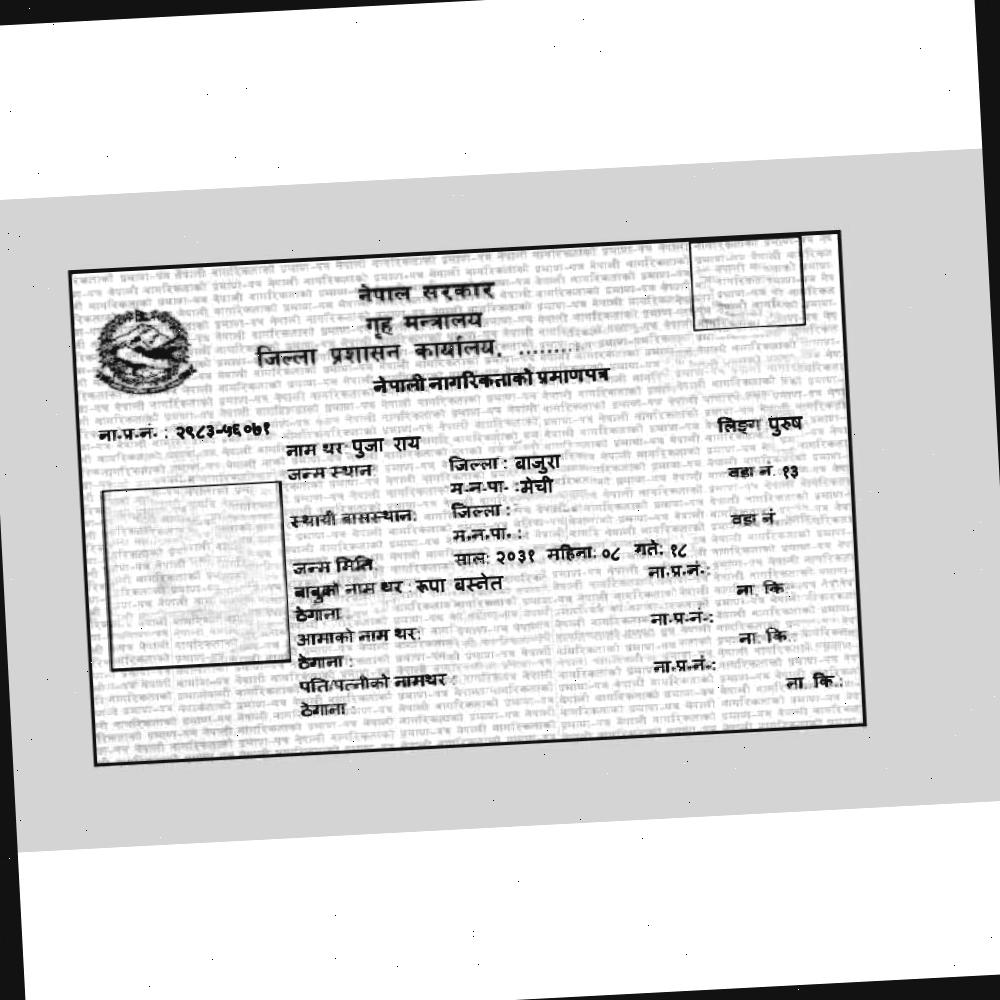 नेपाल सरकार
गृह मन्त्रालय
जिल्ला प्रशासन कार्यालय, .........
नेपाली नागरिकताको प्रमाणपत्र
ना.प्र.नं. : २९८३-५६०७१ लिङ्ग पुरुष
नाम थर पुजा राय
जन्म स्थान जिल्ला : बाजुरा वडा नं. १३
म.न.पा. :मेची
स्थायी बासस्थान: जिल्ला :
म.न.पा. : वडा नं.
जन्म मिति साल: २०३१ महिना: ०८ गते: १८
बाबुको नाम थर : रूपा बस्नेत ना.प्र.नं.:
ठेगाना ना. कि.:
आमाको नाम थर: ना.प्र.नं.:
ठेगाना : ना. कि.:
पति/पत्नीको नामथर : ना.प्र.नं.:
ठेगाना : ना. कि.: